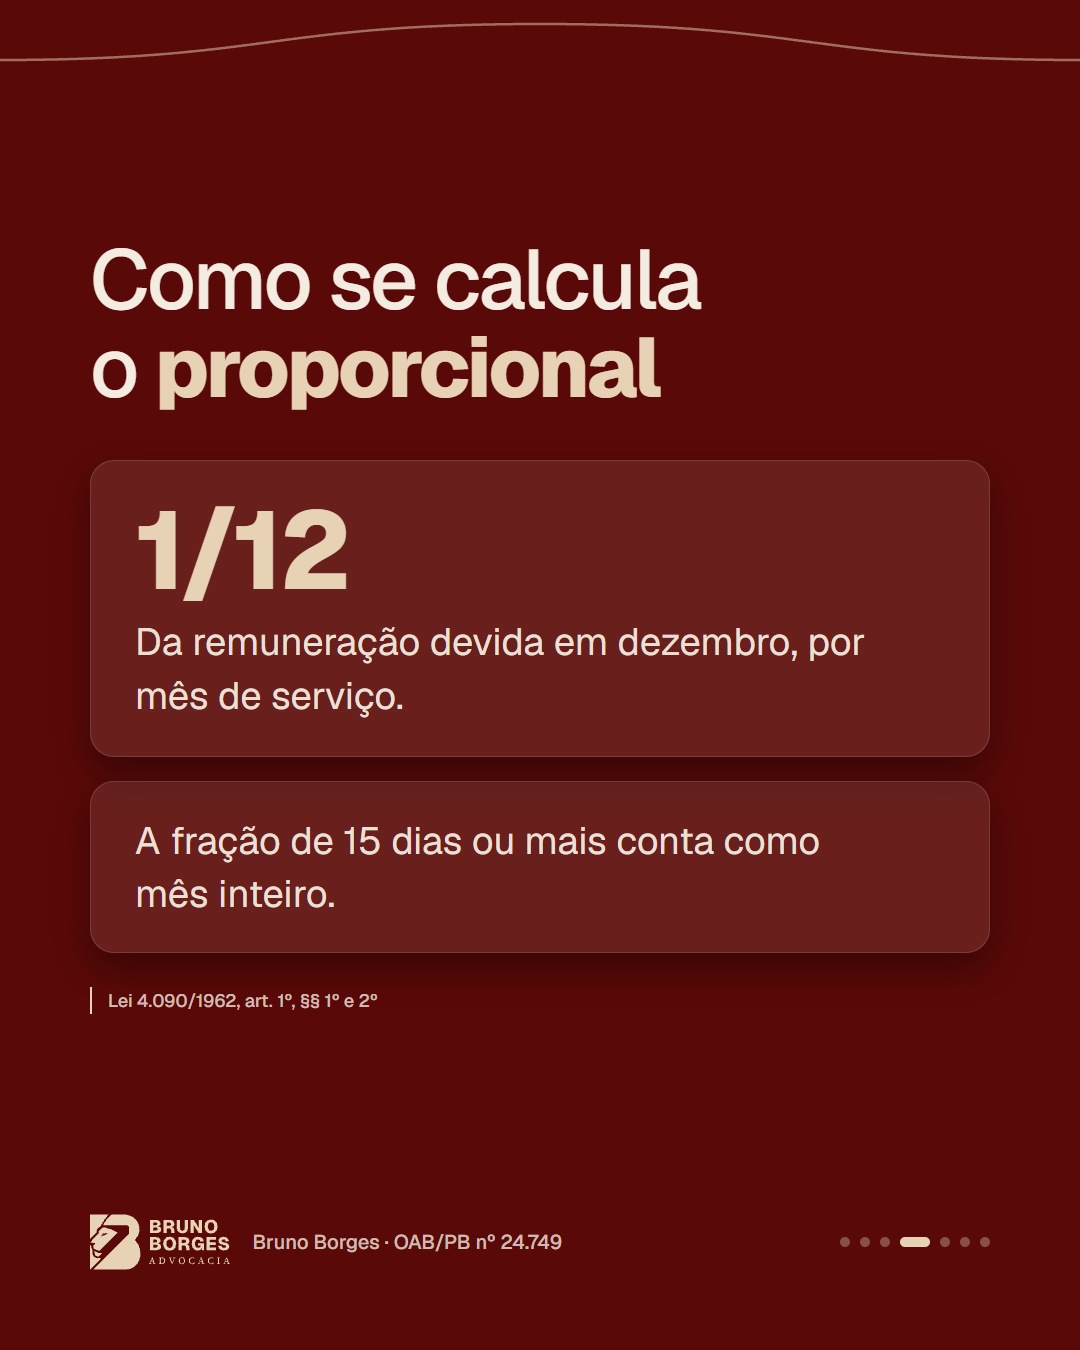 Como se calcula
o proporcional
1/12
Da remuneração devida em dezembro, por
mês de serviço.
A fração de 15 dias ou mais conta como
mês inteiro.
Lei 4.090/1962, art. 1º, §§ 1º e 2º
BRUNO
BORGES
ADVOCACIA
Bruno Borges · OAB/PB nº 24.749